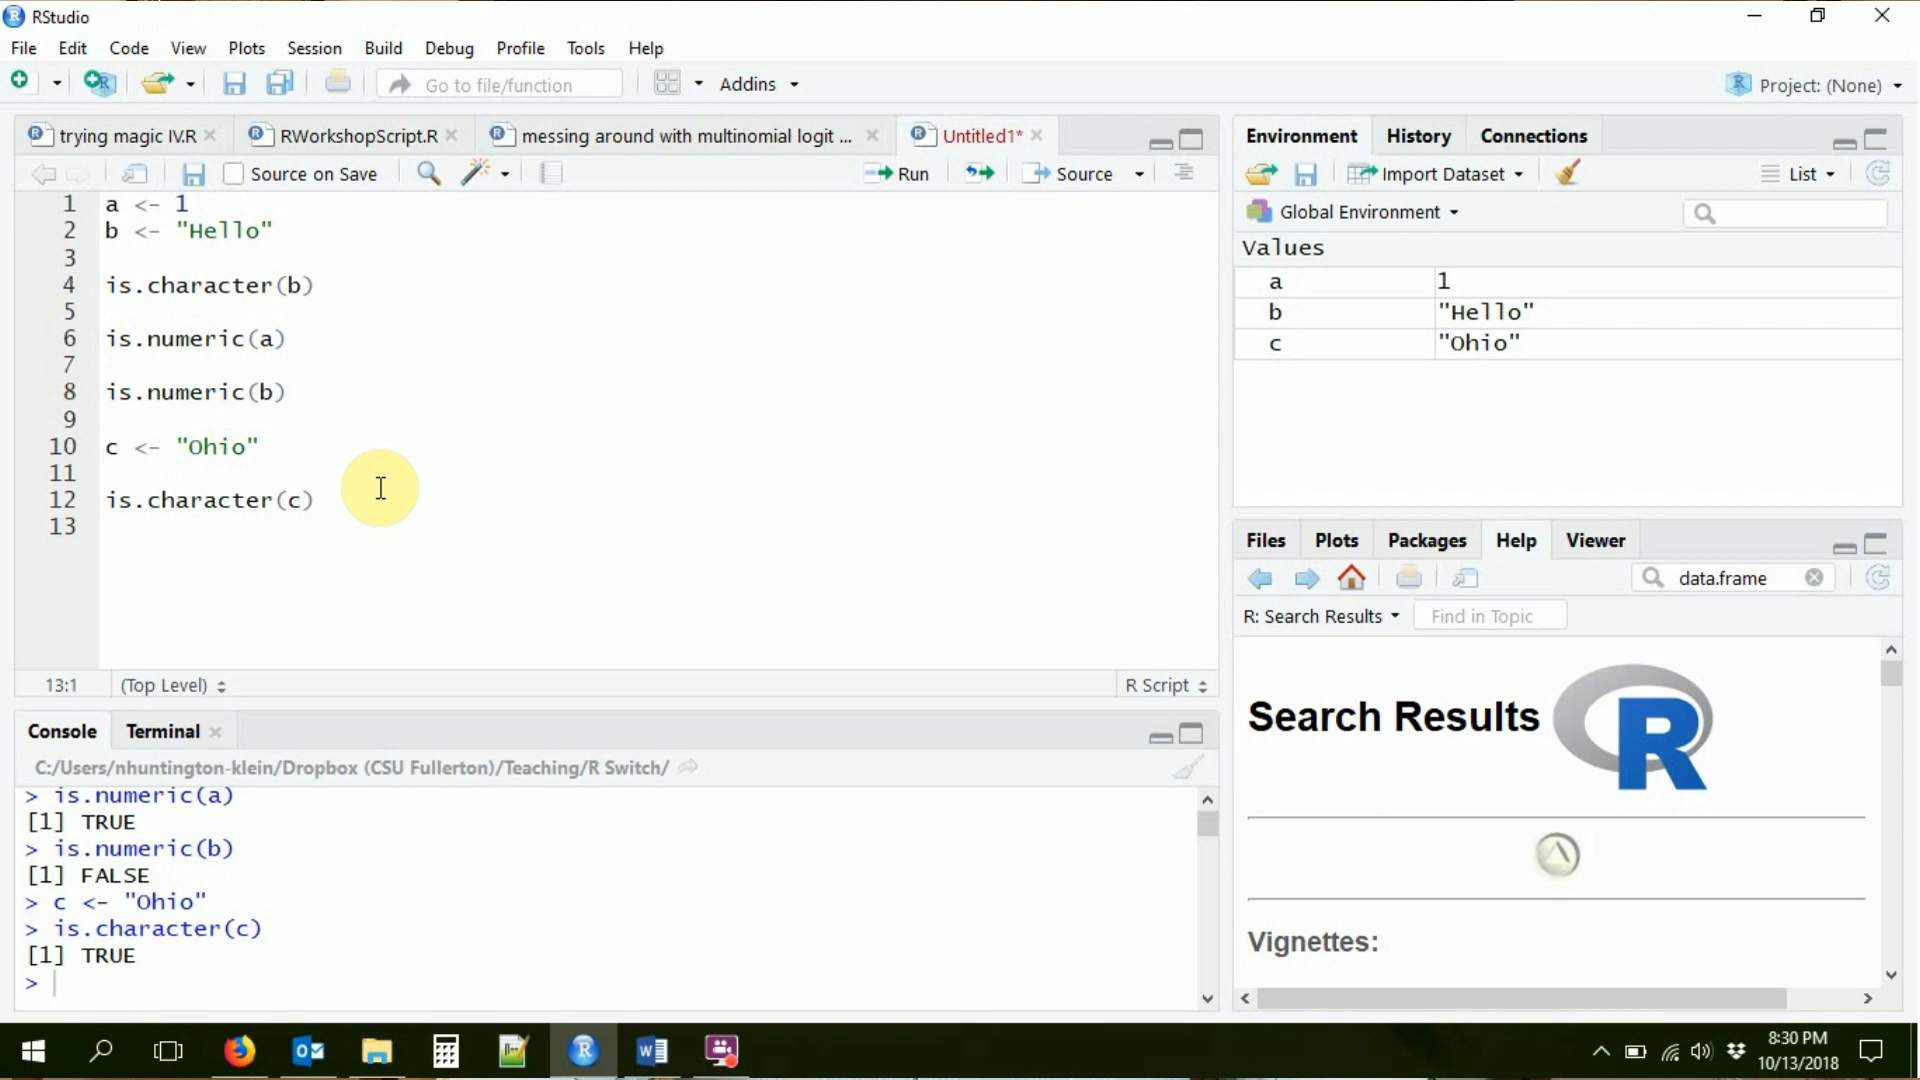 RStudio
File Edit Code View Plots Session Build Debug Profile Tools Help
Go to file/function Addins Project: (None)
trying magic IV.R RWorkshopScript.R messing around with multinomial logit ... Untitled1*
Source on Save Run Source
1 a <- 1
2 b <- "Hello"
3
4 is.character(b)
5
6 is.numeric(a)
7
8 is.numeric(b)
9
10 c <- "Ohio"
11
12 is.character(c)
13
13:1 (Top Level) R Script
Console Terminal
C:/Users/nhuntington-klein/Dropbox (CSU Fullerton)/Teaching/R Switch/
> is.numeric(a)
[1] TRUE
> is.numeric(b)
[1] FALSE
> c <- "Ohio"
> is.character(c)
[1] TRUE
>
Environment History Connections
Import Dataset List
Global Environment
Values
a 1
b "Hello"
c "Ohio"
Files Plots Packages Help Viewer
data.frame
R: Search Results Find in Topic
Search Results R
Vignettes:
8:30 PM
10/13/2018